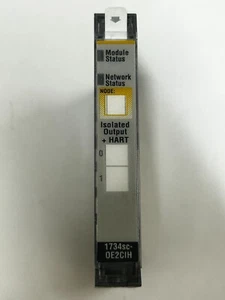 Module
Status
Network
Status
NODE:
Isolated
Output
+ HART
0
1
1734sc-
OE2CIH